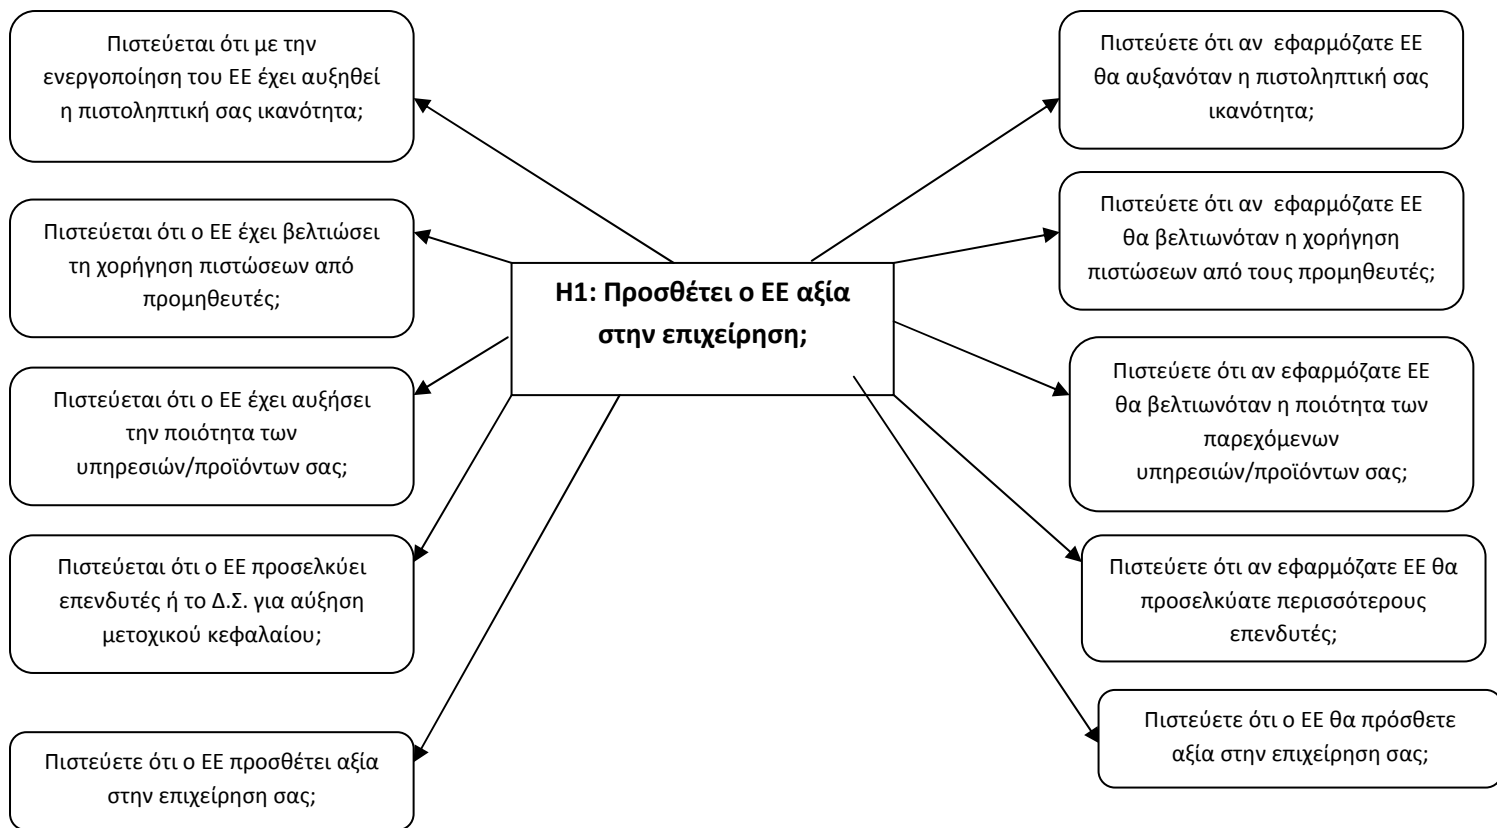 Πιστεύεται ότι με την
ενεργοποίηση του ΕΕ έχει αυξηθεί
η πιστοληπτική σας ικανότητα;
Πιστεύεται ότι ο ΕΕ έχει βελτιώσει
τη χορήγηση πιστώσεων από
προμηθευτές;
Πιστεύεται ότι ο ΕΕ έχει αυξήσει
την ποιότητα των
υπηρεσιών/προϊόντων σας;
Πιστεύεται ότι ο ΕΕ προσελκύει
επενδυτές ή το Δ.Σ. για αύξηση
μετοχικού κεφαλαίου;
Πιστεύετε ότι ο ΕΕ προσθέτει αξία
στην επιχείρηση σας;
Η1: Προσθέτει ο ΕΕ αξία
στην επιχείρηση;
Πιστεύετε ότι αν  εφαρμόζατε ΕΕ
θα αυξανόταν η πιστοληπτική σας
ικανότητα;
Πιστεύετε ότι αν  εφαρμόζατε ΕΕ
θα βελτιωνόταν η χορήγηση
πιστώσεων από τους προμηθευτές;
Πιστεύετε ότι αν εφαρμόζατε ΕΕ
θα βελτιωνόταν η ποιότητα των
παρεχόμενων
υπηρεσιών/προϊόντων σας;
Πιστεύετε ότι αν εφαρμόζατε ΕΕ θα
προσελκύατε περισσότερους
επενδυτές;
Πιστεύετε ότι ο ΕΕ θα πρόσθετε
αξία στην επιχείρηση σας;